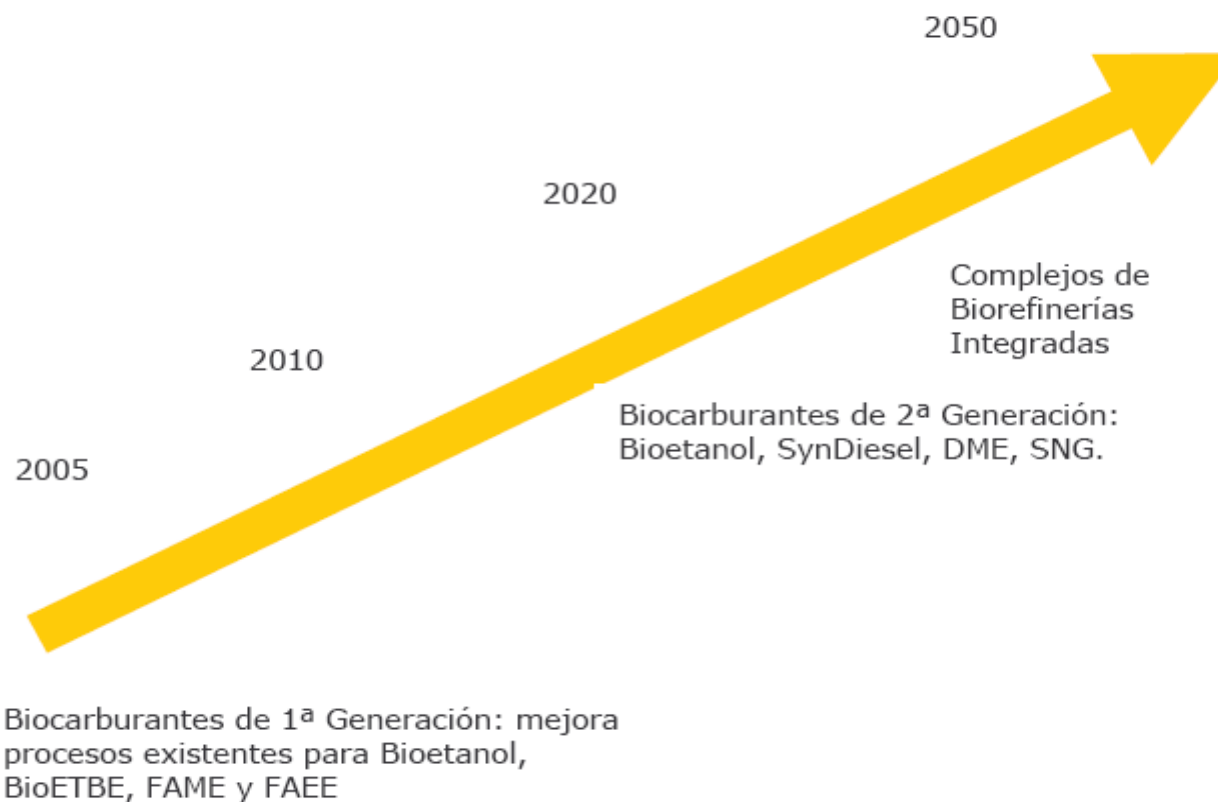 2050
2020
2010
2005
Complejos de
Biorefinerías
Integradas
Biocarburantes de 2ª Generación:
Bioetanol, SynDiesel, DME, SNG.
Biocarburantes de 1ª Generación: mejora
procesos existentes para Bioetanol,
BioETBE, FAME y FAEE